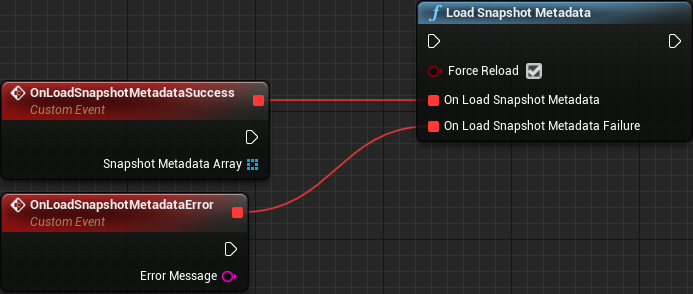 Load Snapshot Metadata
Force Reload
On Load Snapshot Metadata
On Load Snapshot Metadata Failure
OnLoadSnapshotMetadataSuccess
Custom Event
Snapshot Metadata Array
OnLoadSnapshotMetadataError
Custom Event
Error Message